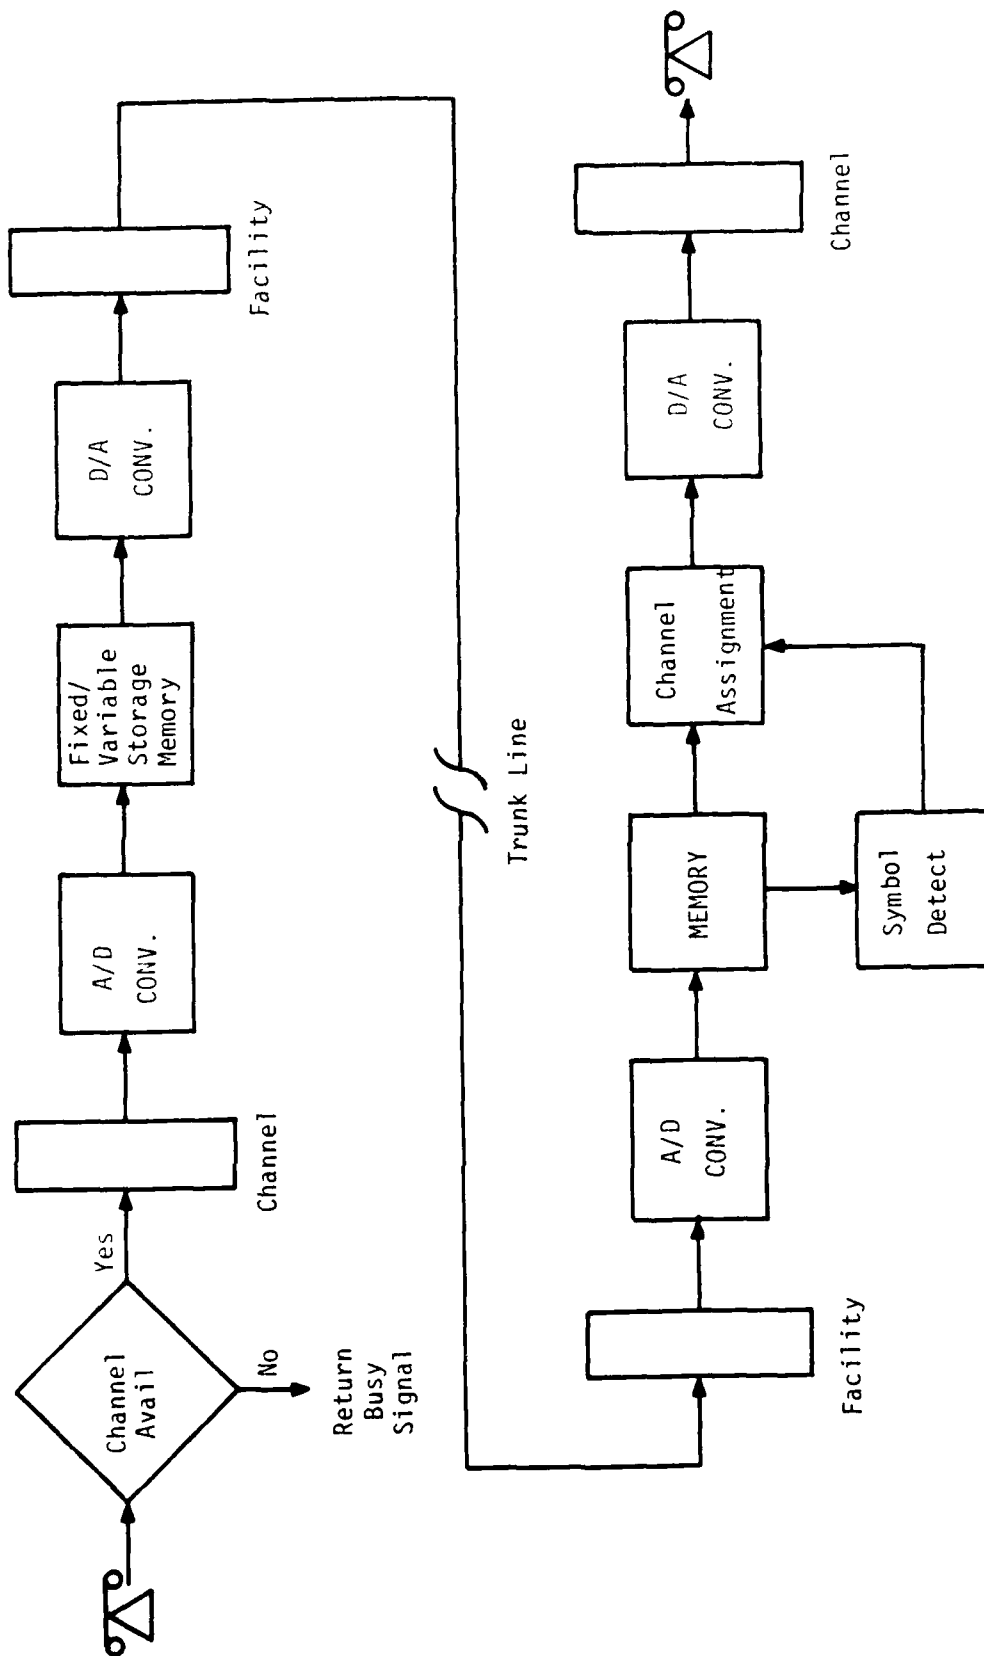 Channel
Avail
Yes
No
Return
Busy
Signal
Channel
A/D
CONV.
Fixed/
Variable
Storage
Memory
D/A
CONV.
Facility
Trunk Line
Facility
A/D
CONV.
MEMORY
Symbol
Detect
Channel
Assignment
D/A
CONV.
Channel